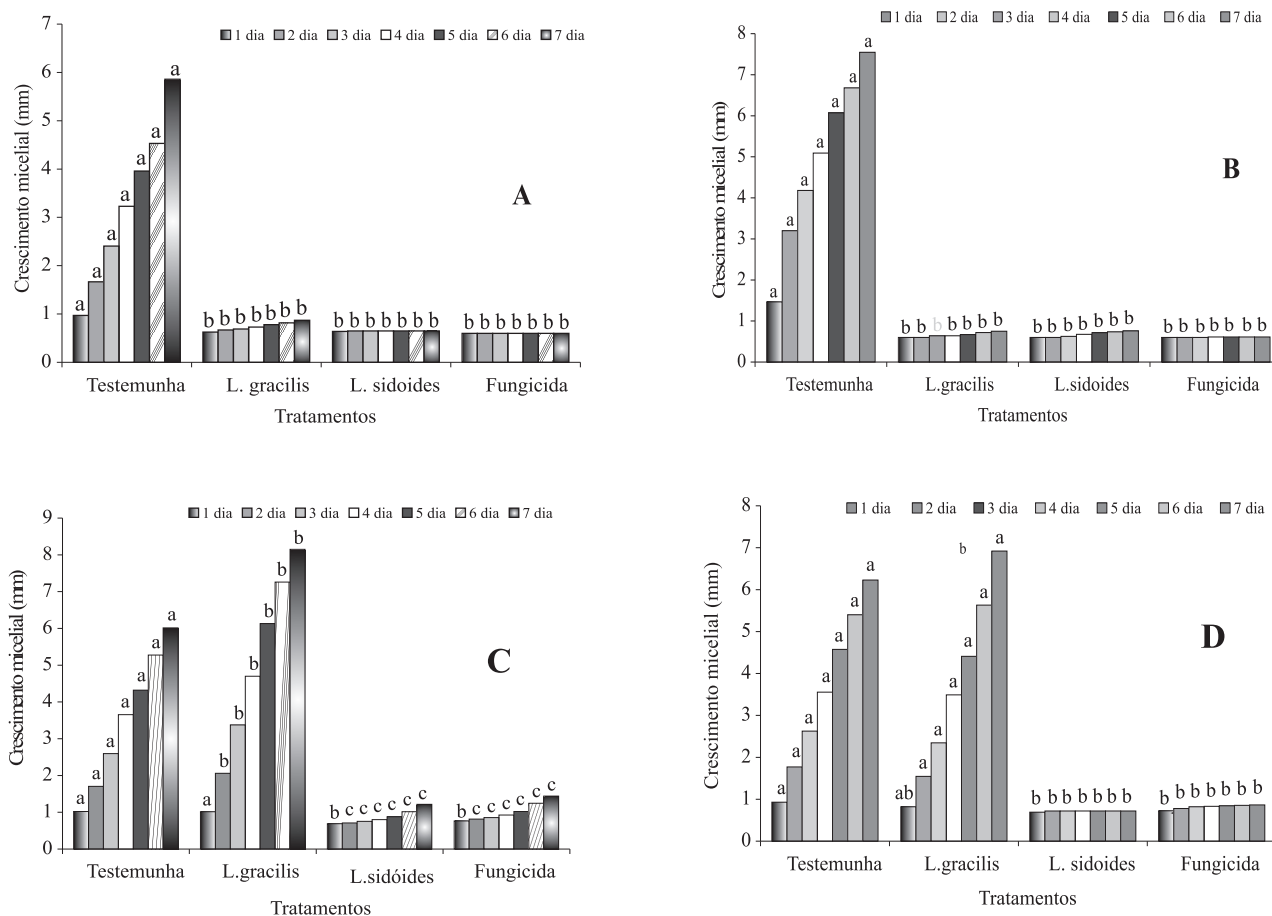 1 dia 2 dia 3 dia 4 dia 5 dia 6 dia 7 dia
Crescimento micelial (mm)
7
6
5
4
3
2
1
0
a a a a a a a
b b b b b b b
b b b b b b b
b b b b b b b
A
Testemunha L. gracilis L. sidoides Fungicida
Tratamentos
1 dia 2 dia 3 dia 4 dia 5 dia 6 dia 7 dia
Crescimento micelial (mm)
8
7
6
5
4
3
2
1
0
a a a a a a a
b b b b b b b
b b b b b b b
b b b b b b b
B
Testemunha L.gracilis L.sidoides Fungicida
Tratamentos
1 dia 2 dia 3 dia 4 dia 5 dia 6 dia 7 dia
Crescimento micelial (mm)
9
8
7
6
5
4
3
2
1
0
a a a a a a a
a b b b b b b
b c c c c c c
b c c c c c c
C
Testemunha L.gracilis L.sidóides Fungicida
Tratamentos
1 dia 2 dia 3 dia 4 dia 5 dia 6 dia 7 dia
Crescimento micelial (mm)
8
7
6
5
4
3
2
1
0
a a a a a a a
ab a a a a a a
b
b b b b b b b
b b b b b b b
D
Testemunha L.gracilis L. sidoides Fungicida
Tratamentos